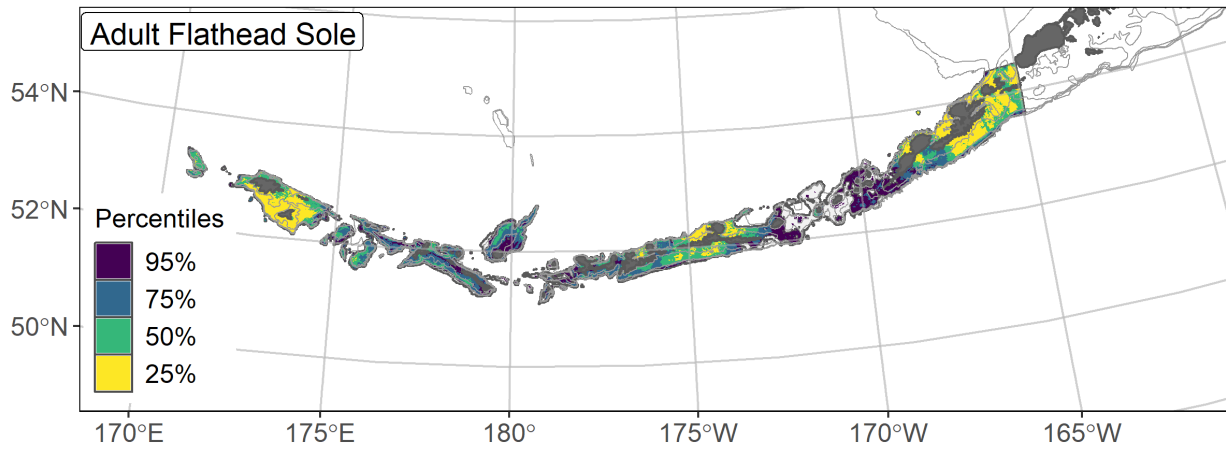 Adult Flathead Sole
54°N
52°N
50°N
Percentiles
95%
75%
50%
25%
170°E
175°E
180°
175°W
170°W
165°W